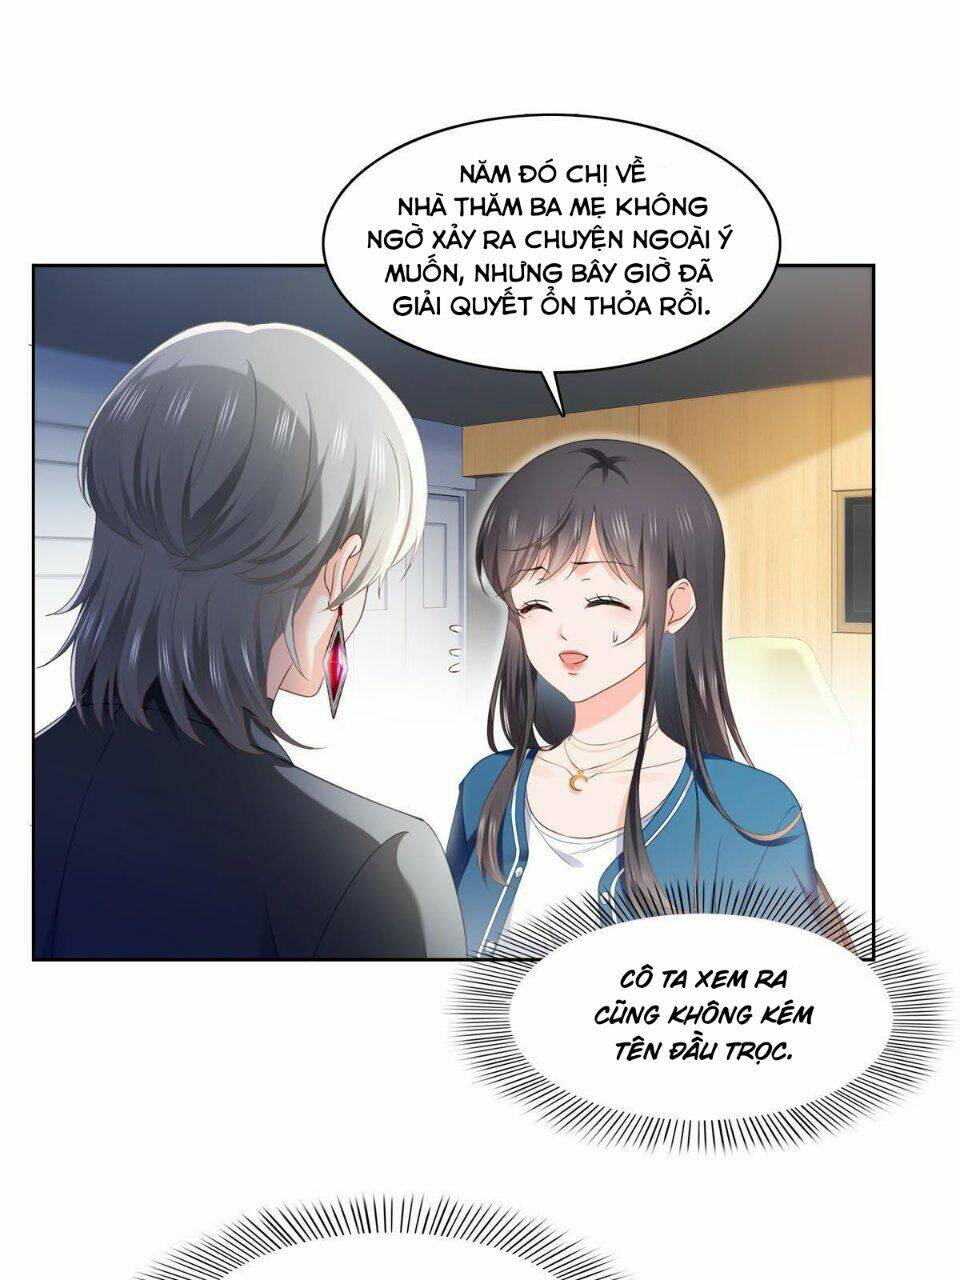 NĂM ĐÓ CHỊ VỀ
NHÀ THĂM BA MẸ KHÔNG
NGỜ XẢY RA CHUYỆN NGOÀI Ý
MUỐN, NHƯNG BÂY GIỜ ĐÃ
GIẢI QUYẾT ỔN THỎA RỒI.
CÔ TA XEM RA
CŨNG KHÔNG KÉM
TÊN ĐẦU TRỌC.